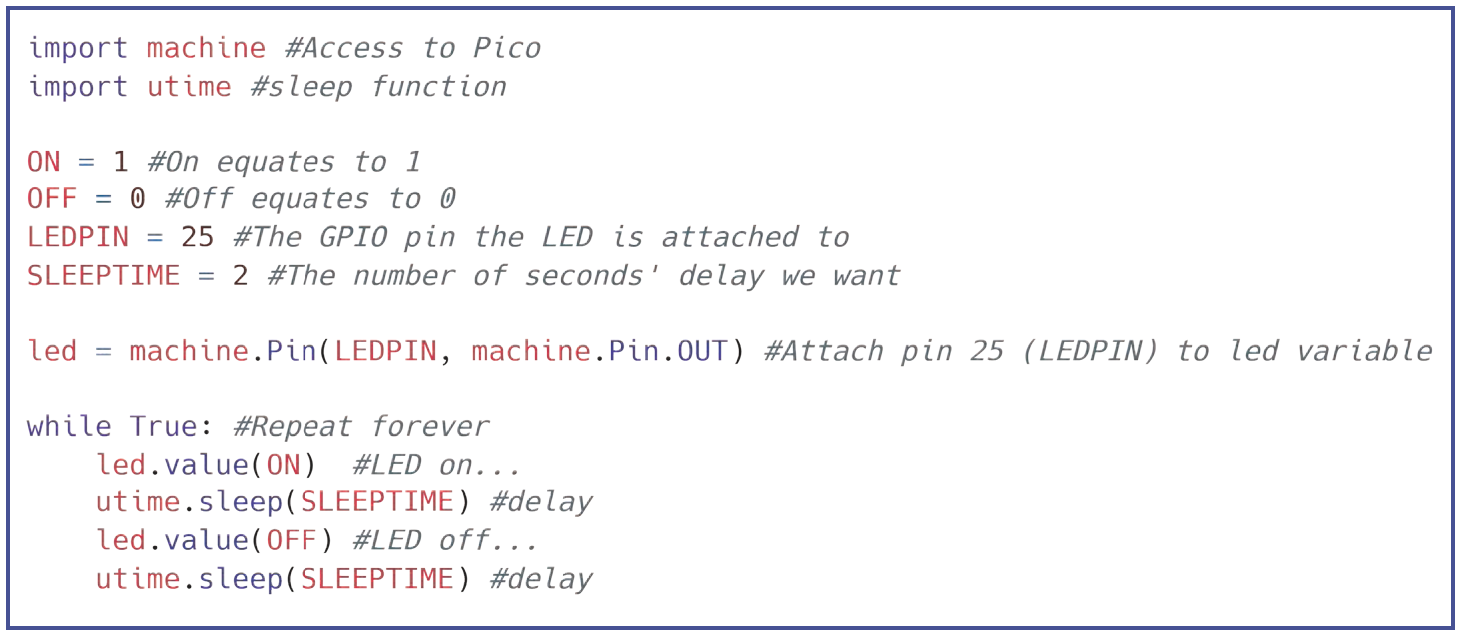 import machine #Access to Pico
import utime #sleep function

ON = 1 #On equates to 1
OFF = 0 #Off equates to 0
LEDPIN = 25 #The GPIO pin the LED is attached to
SLEEPTIME = 2 #The number of seconds' delay we want

led = machine.Pin(LEDPIN, machine.Pin.OUT) #Attach pin 25 (LEDPIN) to led variable

while True: #Repeat forever
    led.value(ON)  #LED on...
    utime.sleep(SLEEPTIME) #delay
    led.value(OFF) #LED off...
    utime.sleep(SLEEPTIME) #delay